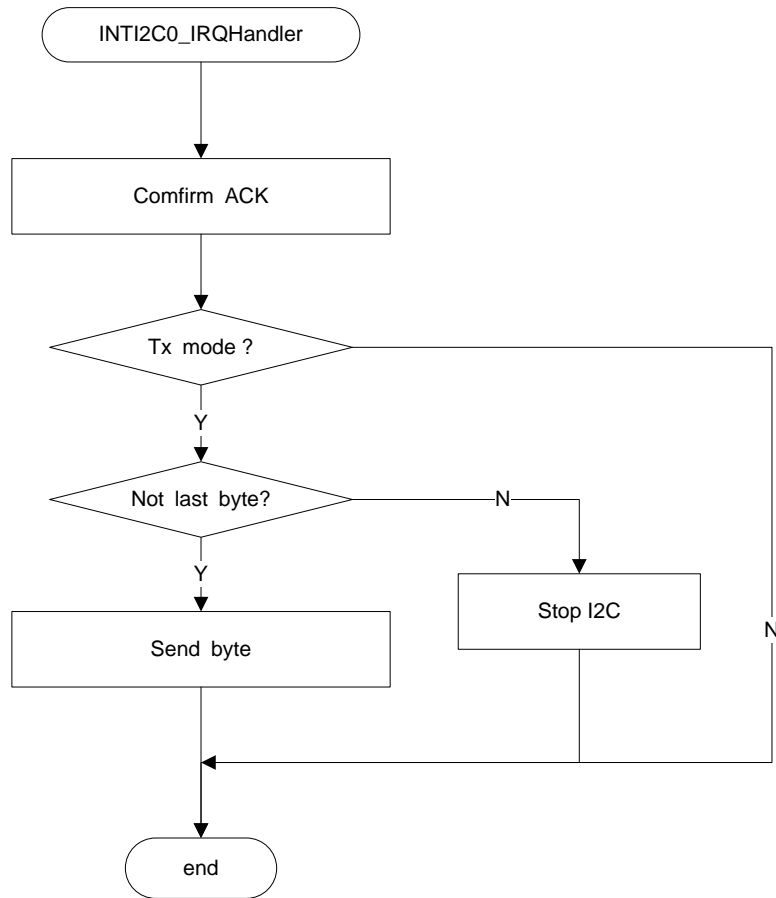 INTI2C0_IRQHandler
Comfirm ACK
Tx mode ?
Y
Not last byte?
N
Y
Stop I2C
N
Send byte
end